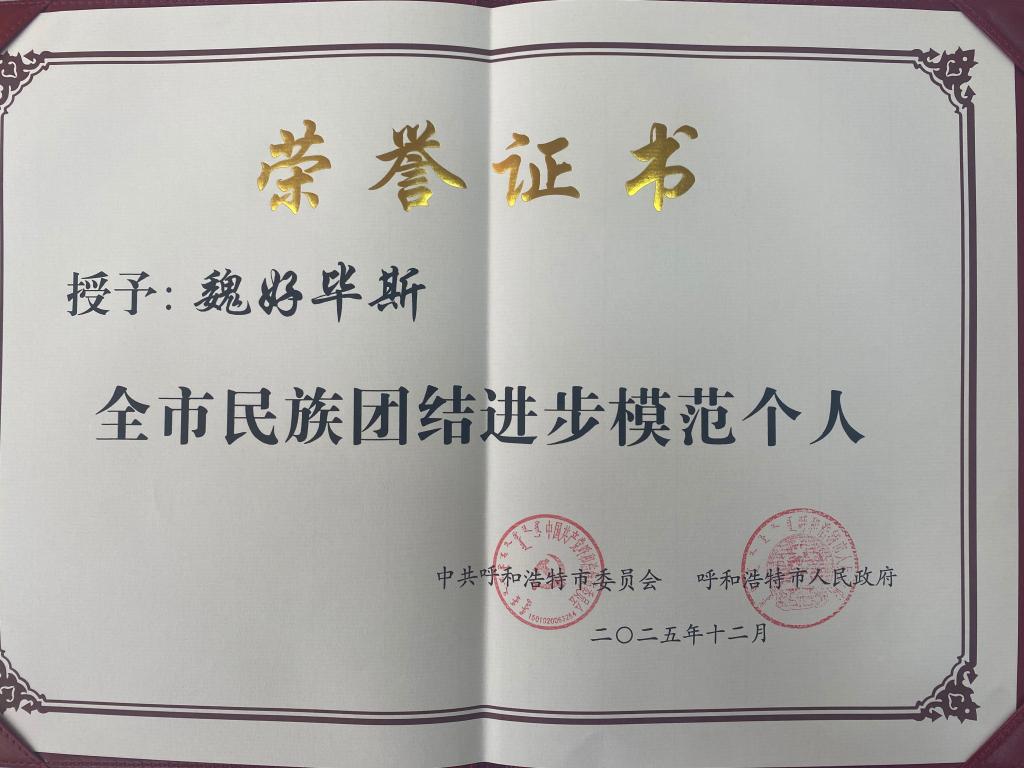 荣誉证书
授予：魏好毕斯
全市民族团结进步模范个人
中共呼和浩特市委员会 呼和浩特市人民政府
二〇二五年十二月
1501020063264